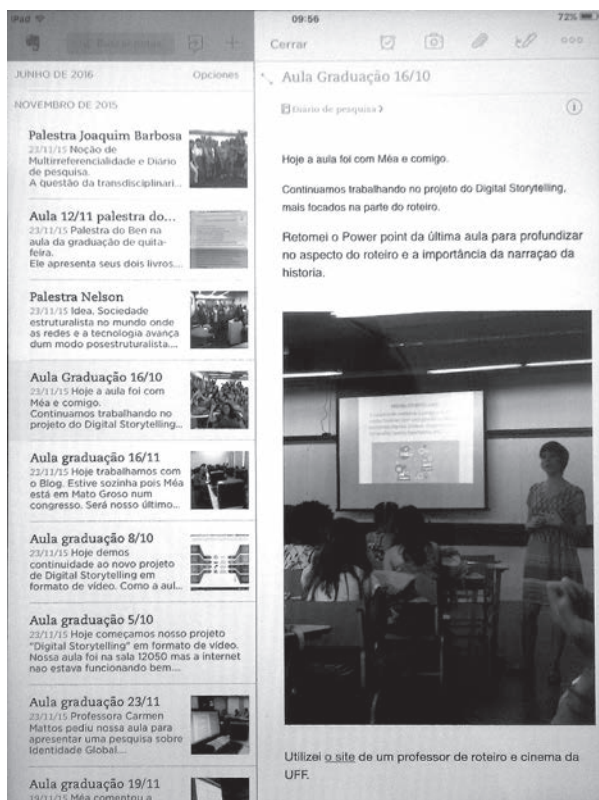 iPad
09:56
72%
Cerrar
JUNHO DE 2016
Opciones
NOVEMBRO DE 2015
Palestra Joaquim Barbosa
23/11/15 Noção de
Multirreferencialidade e Diario
de pesquisa.
A questão da transdisciplinari...
Aula 12/11 palestra do...
23/11/15 Palestra do Ben na
aula da graduação de quita-
feira.
Ele apresenta seus dois livros...
Palestra Nelson
23/11/15 Idea, Sociedade
estruturalista no mundo onde
as redes e a tecnologia avança
dum modo posestruturalista....
Aula Graduação 16/10
23/11/15 Hoje a aula foi com
Méa e comigo.
Continuamos trabalhando no
projeto do Digital Storytelling...
Aula graduação 16/11
23/11/15 Hoje trabalhamos com
o Blog. Estive sozinha pois Méa
está em Mato Groso num
congresso. Será nosso último...
Aula graduação 8/10
23/11/15 Hoje demos
continuidade ao novo projeto
de Digital Storytelling em
formato de vídeo. Como a aul...
Aula graduação 5/10
23/11/15 Hoje começamos nosso projeto
"Digital Storytelling" em formato de vídeo.
Nossa aula foi na sala 12050 mas a internet
nao estava funcionando bem....
Aula graduação 23/11
23/11/15 Professora Carmen
Mattos pediu nossa aula para
apresentar uma pesquisa sobre
Identidade Global....
Aula graduação 19/11
19/11/15 Méa comentou a
Aula Graduação 16/10
Diario de pesquisa
Hoje a aula foi com Méa e comigo.
Continuamos trabalhando no projeto do Digital Storytelling,
mais focados na parte do roteiro.
Retomei o Power point da última aula para profundizar
no aspecto do roteiro e a importância da narraçao da
historia.
Utilizei o site de um professor de roteiro e cinema da
UFF.